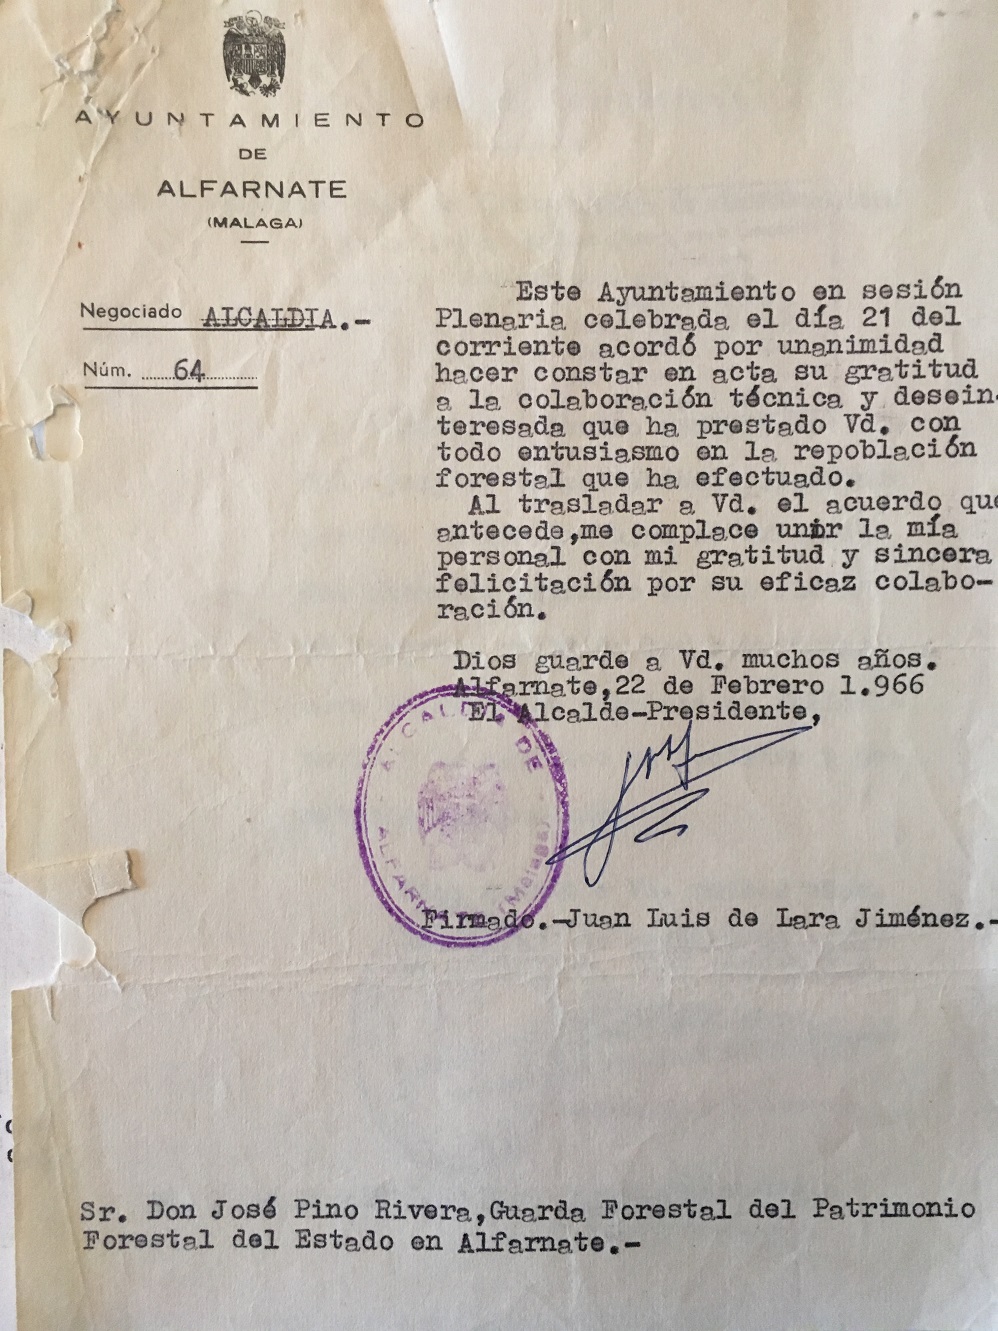 AYUNTAMIENTO
DE
ALFARNATE
(MALAGA)
Negociado ALCALDIA.-
Núm. 64
Este Ayuntamiento en sesión
Plenaria celebrada el día 21 del
corriente acordó por unanimidad
hacer constar en acta su gratitud
a la colaboración técnica y desein-
teresada que ha prestado Vd. con
todo entusiasmo en la repoblación
forestal que ha efectuado.
Al trasladar a Vd. el acuerdo que
antecede,me complace unir la mía
personal con mi gratitud y sincera
felicitación por su eficaz colabo-
ración.
Dios guarde a Vd. muchos años.
Alfarnate,22 de Febrero 1.966
El Alcalde-Presidente,
ALCALDIA DE
ALFARNATE (Málaga)
Firmado.-Juan Luis de Lara Jiménez.-
Sr. Don José Pino Rivera,Guarda Forestal del Patrimonio
Forestal del Estado en Alfarnate.-